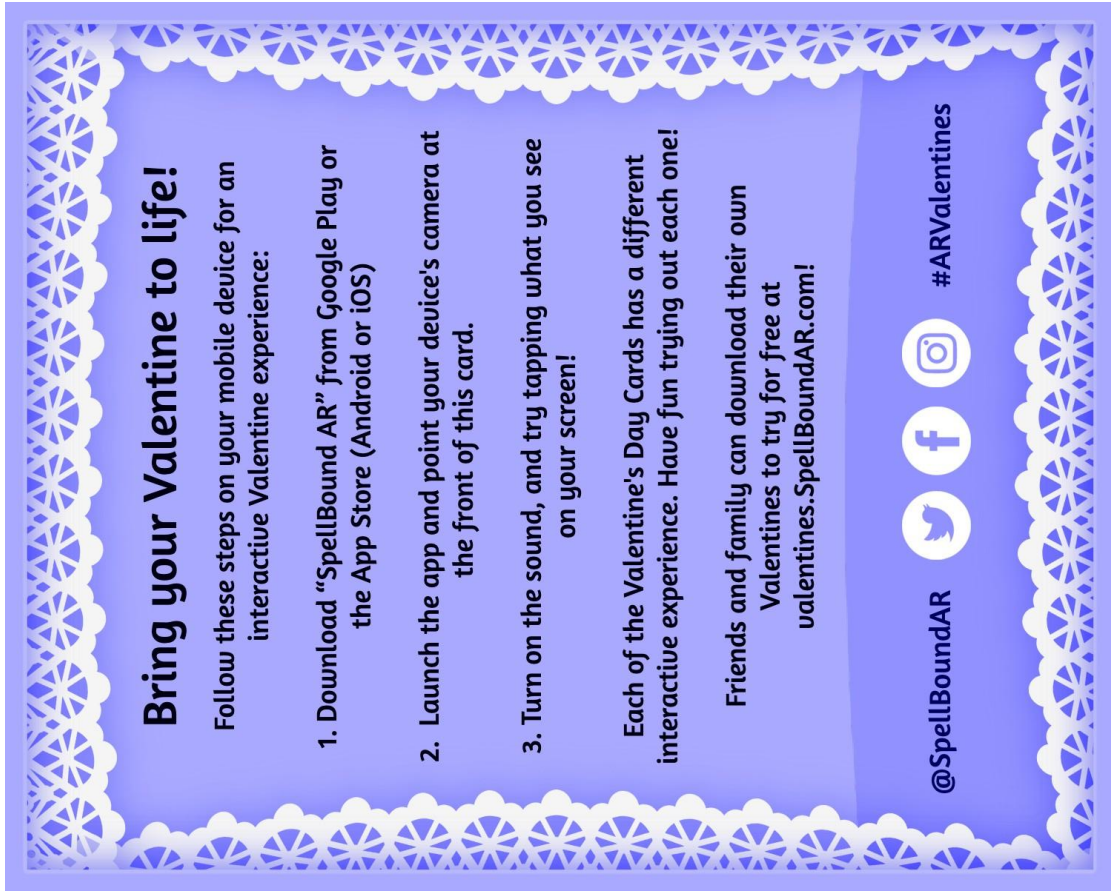 Bring your Valentine to life!
Follow these steps on your mobile device for an
interactive Valentine experience:
1. Download “SpellBound AR” from Google Play or
the App Store (Android or iOS)
2. Launch the app and point your device's camera at
the front of this card.
3. Turn on the sound, and try tapping what you see
on your screen!
Each of the Valentine's Day Cards has a different
interactive experience. Have fun trying out each one!
Friends and family can download their own
Valentines to try for free at
valentines.SpellBoundAR.com!
@SpellBoundAR #ARValentines